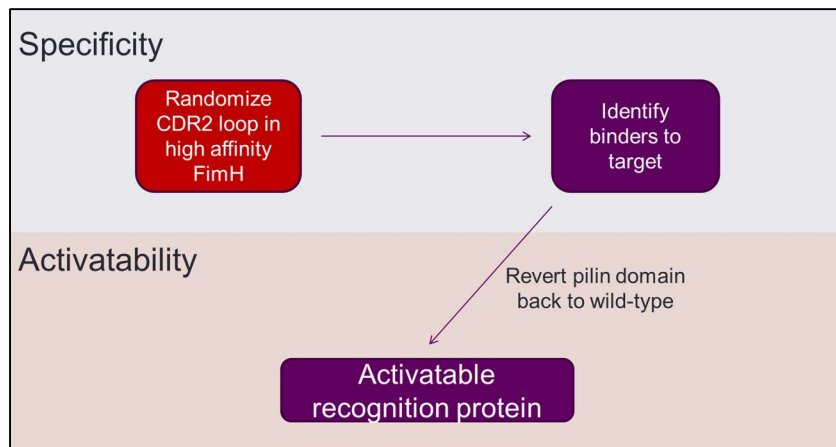 Specificity
Randomize
CDR2 loop in
high affinity
FimH
Identify
binders to
target
Activatability
Revert pilin domain
back to wild-type
Activatable
recognition protein